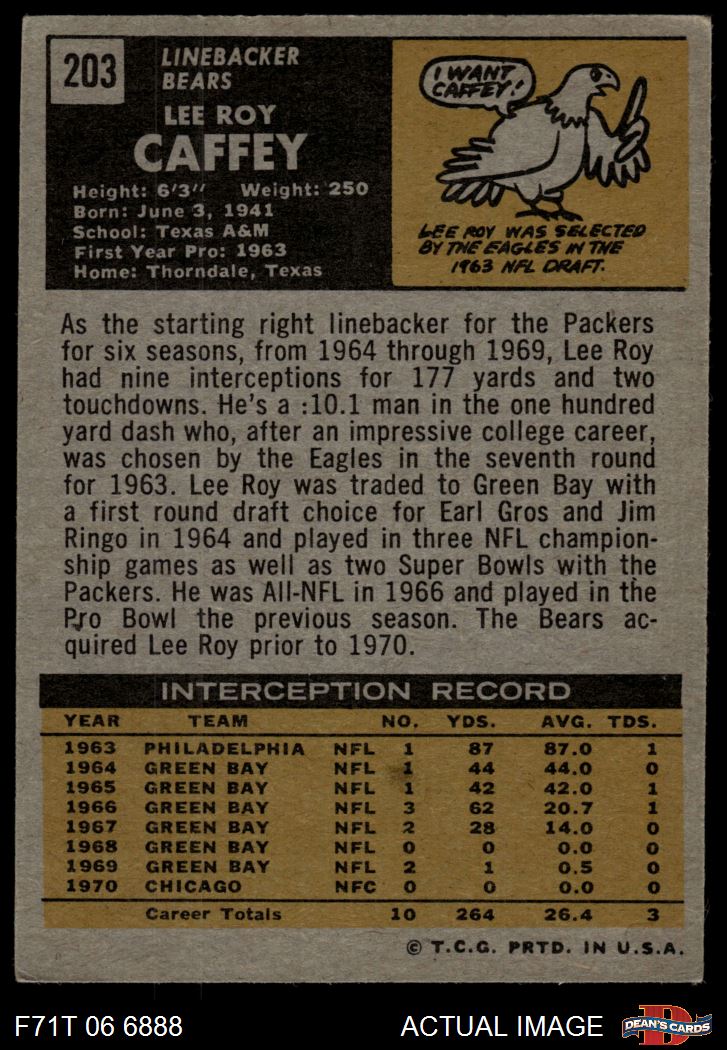 203
LINEBACKER
BEARS
LEE ROY
CAFFEY
Height: 6'3" Weight: 250
Born: June 3, 1941
School: Texas A&M
First Year Pro: 1963
Home: Thorndale, Texas
I WANT
CAFFEY!
LEE ROY WAS SELECTED
BY THE EAGLES IN THE
1963 NFL DRAFT.
As the starting right linebacker for the Packers
for six seasons, from 1964 through 1969, Lee Roy
had nine interceptions for 177 yards and two
touchdowns. He's a :10.1 man in the one hundred
yard dash who, after an impressive college career,
was chosen by the Eagles in the seventh round
for 1963. Lee Roy was traded to Green Bay with
a first round draft choice for Earl Gros and Jim
Ringo in 1964 and played in three NFL champion-
ship games as well as two Super Bowls with the
Packers. He was All-NFL in 1966 and played in the
Pro Bowl the previous season. The Bears ac-
quired Lee Roy prior to 1970.
INTERCEPTION RECORD
YEAR TEAM NO. YDS. AVG. TDS.
1963 PHILADELPHIA NFL 1 87 87.0 1
1964 GREEN BAY NFL 1 44 44.0 0
1965 GREEN BAY NFL 1 42 42.0 1
1966 GREEN BAY NFL 3 62 20.7 1
1967 GREEN BAY NFL 2 28 14.0 0
1968 GREEN BAY NFL 0 0 0.0 0
1969 GREEN BAY NFL 2 1 0.5 0
1970 CHICAGO NFC 0 0 0.0 0
Career Totals 10 264 26.4 3
© T.C.G. PRTD. IN U.S.A.
F71T 06 6888 ACTUAL IMAGE
D
DEAN'S CARDS